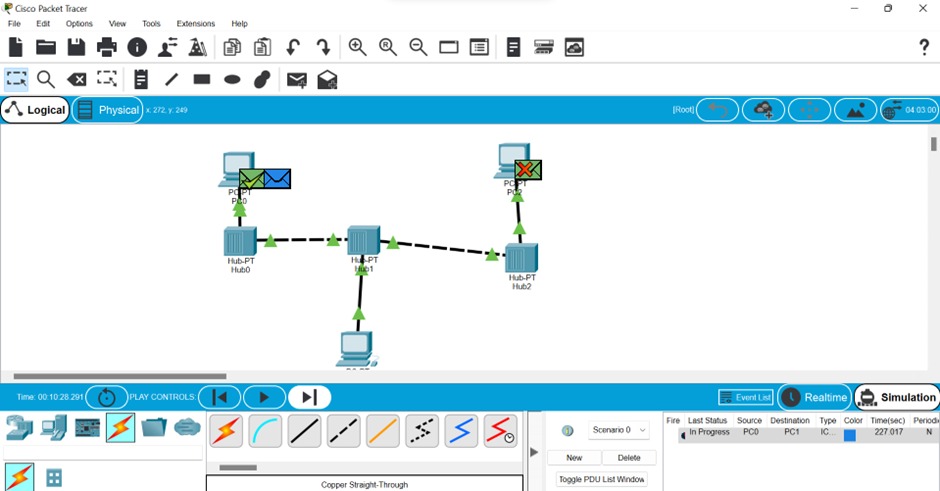 Cisco Packet Tracer
File Edit Options View Tools Extensions Help
Logical Physical x: 272, y: 249 [Root] 04:03:00
PC-PT
PC0
PC-PT
PC2
Hub-PT
Hub0
Hub-PT
Hub1
Hub-PT
Hub2
Time: 00:10:28.291 PLAY CONTROLS: Event List Realtime Simulation
Scenario 0
New Delete
Toggle PDU List Window
Fire Last Status Source Destination Type Color Time(sec) Periodi
In Progress PC0 PC1 IC... 227.017 N
Copper Straight-Through